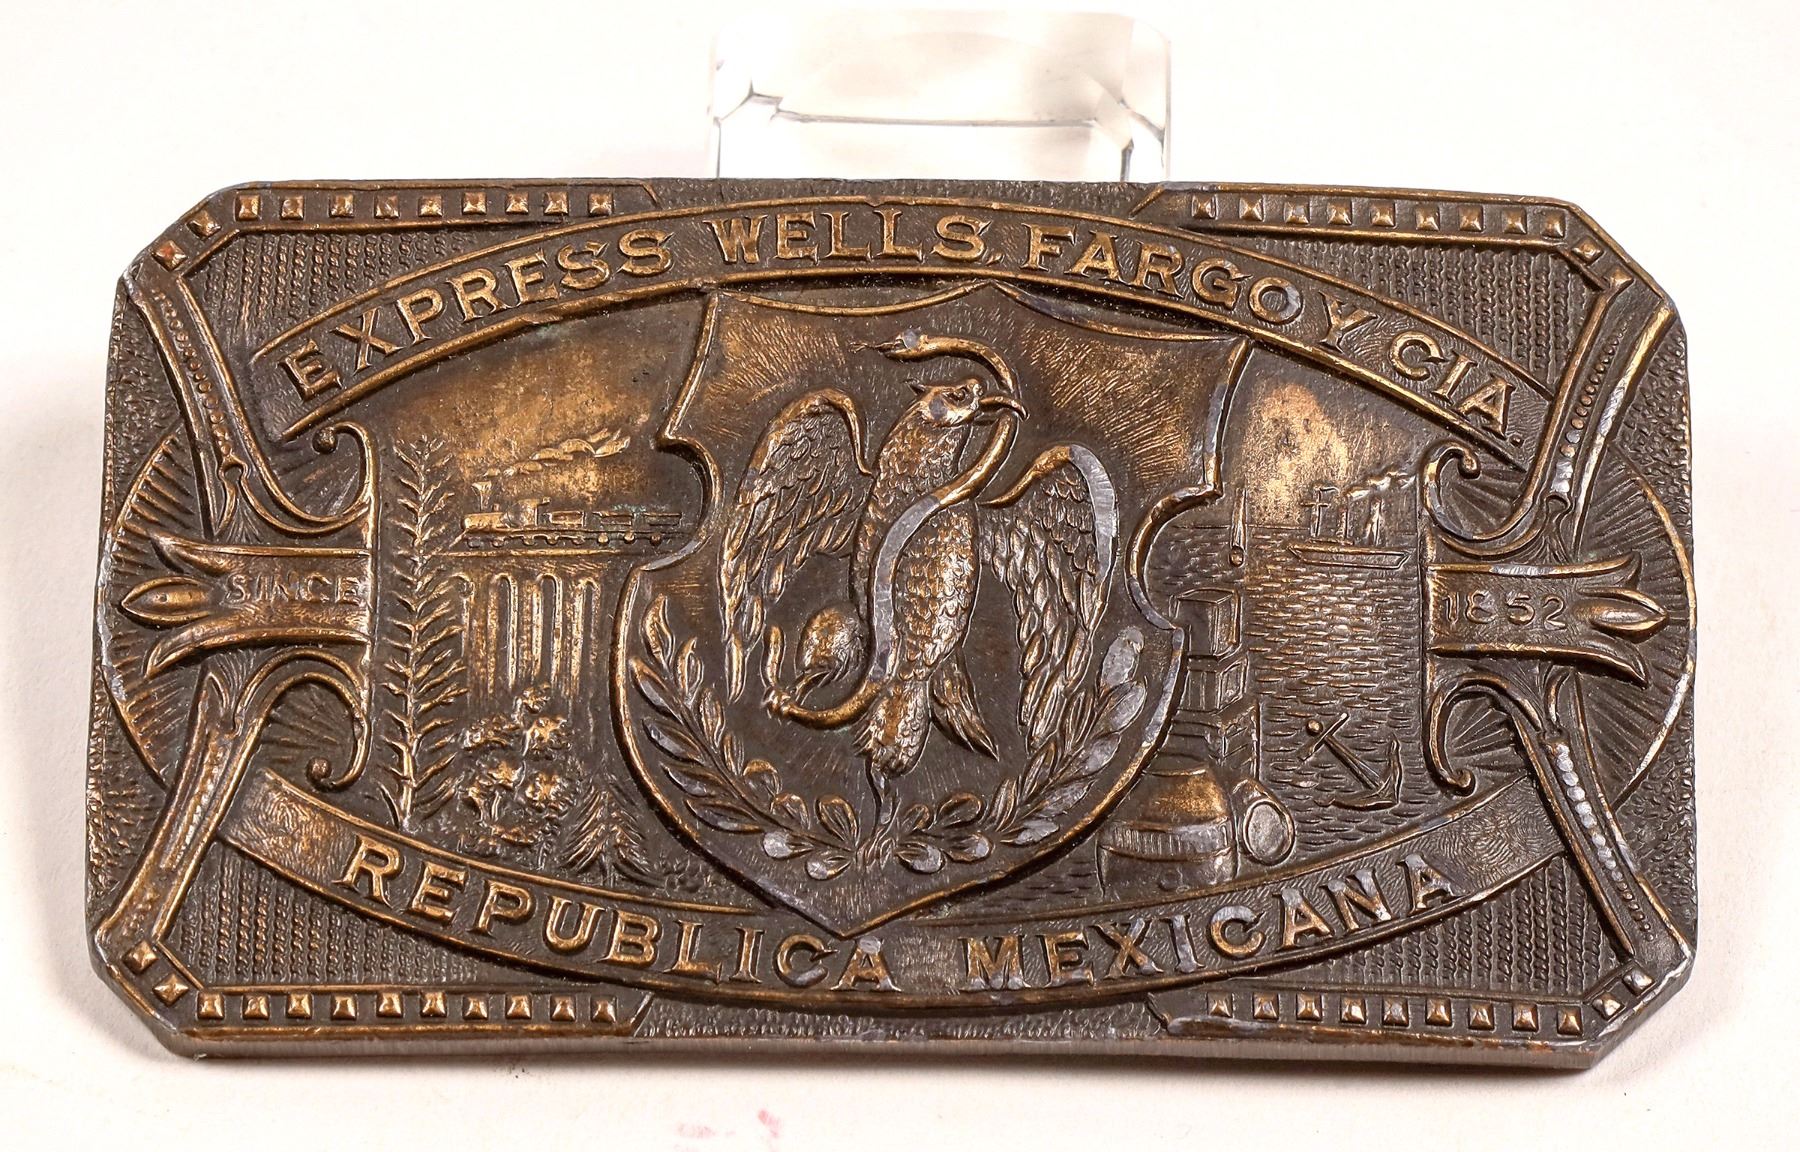 EXPRESS WELLS, FARGO Y CIA.
SINCE
1852
REPUBLICA MEXICANA